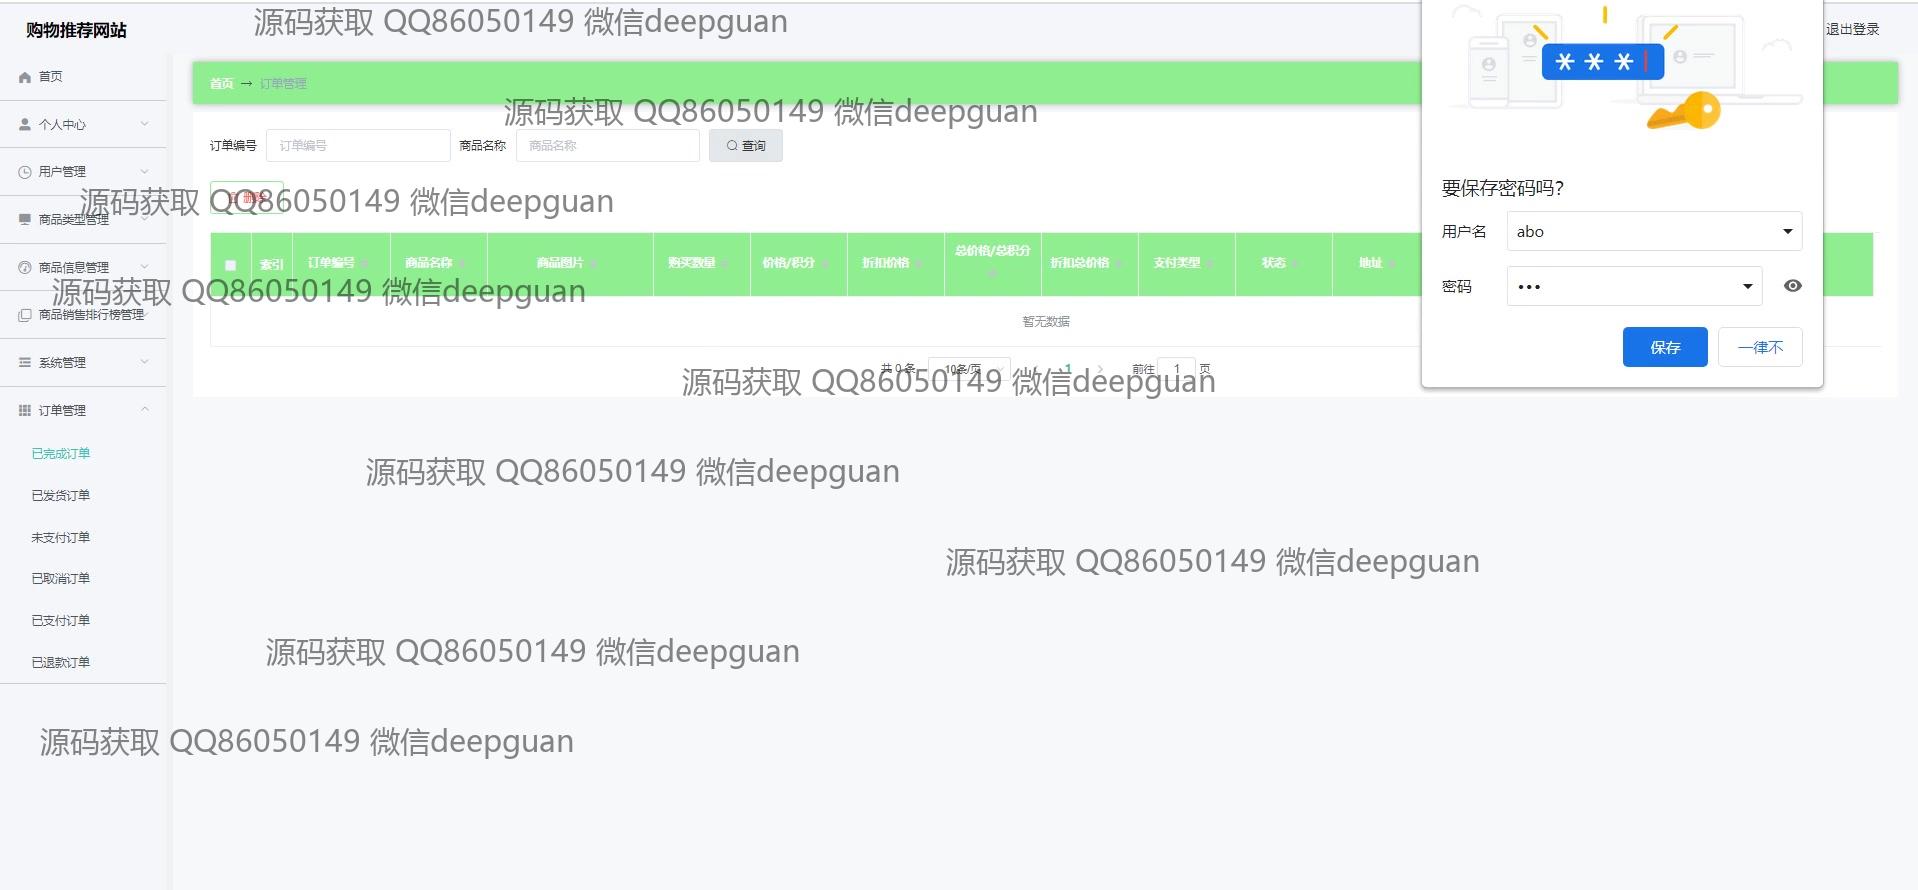 购物推荐网站
源码获取 QQ86050149 微信deepguan
退出登录
首页
个人中心
用户管理
商品类型管理
商品信息管理
商品销售排行榜管理
系统管理
订单管理
已完成订单
已发货订单
未支付订单
已取消订单
已支付订单
已退款订单
首页 → 订单管理
源码获取 QQ86050149 微信deepguan
订单编号 订单编号 商品名称 商品名称 查询
删除
源码获取 QQ86050149 微信deepguan
索引 订单编号 商品名称 商品图片 购买数量 价格/积分 折扣价格 总价格/总积分 折扣总价格 支付类型 状态 地址
源码获取 QQ86050149 微信deepguan
暂无数据
共 0 条 10条/页 1 前往 1 页
源码获取 QQ86050149 微信deepguan
源码获取 QQ86050149 微信deepguan
源码获取 QQ86050149 微信deepguan
源码获取 QQ86050149 微信deepguan
源码获取 QQ86050149 微信deepguan
***
要保存密码吗?
用户名 abo
密码 •••
保存 一律不